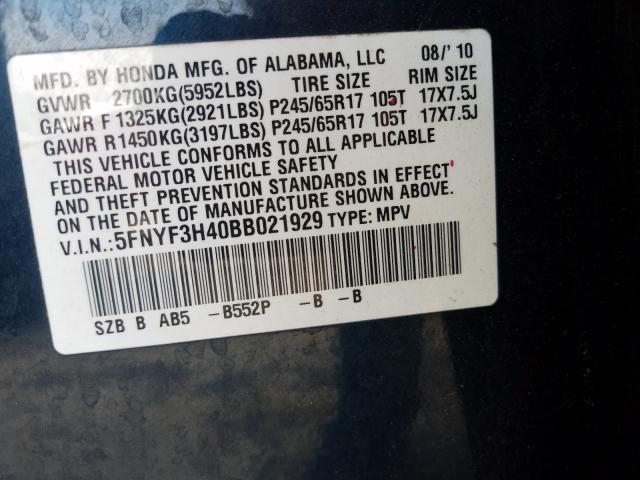 MFD. BY HONDA MFG. OF ALABAMA, LLC 08/'10
GVWR 2700KG(5952LBS) TIRE SIZE RIM SIZE
GAWR F 1325KG(2921LBS) P245/65R17 105T 17X7.5J
GAWR R 1450KG(3197LBS) P245/65R17 105T 17X7.5J
THIS VEHICLE CONFORMS TO ALL APPLICABLE
FEDERAL MOTOR VEHICLE SAFETY
AND THEFT PREVENTION STANDARDS IN EFFECT
ON THE DATE OF MANUFACTURE SHOWN ABOVE.
V.I.N.:5FNYF3H40BB021929 TYPE: MPV
SZB B AB5 -B552P -B -B